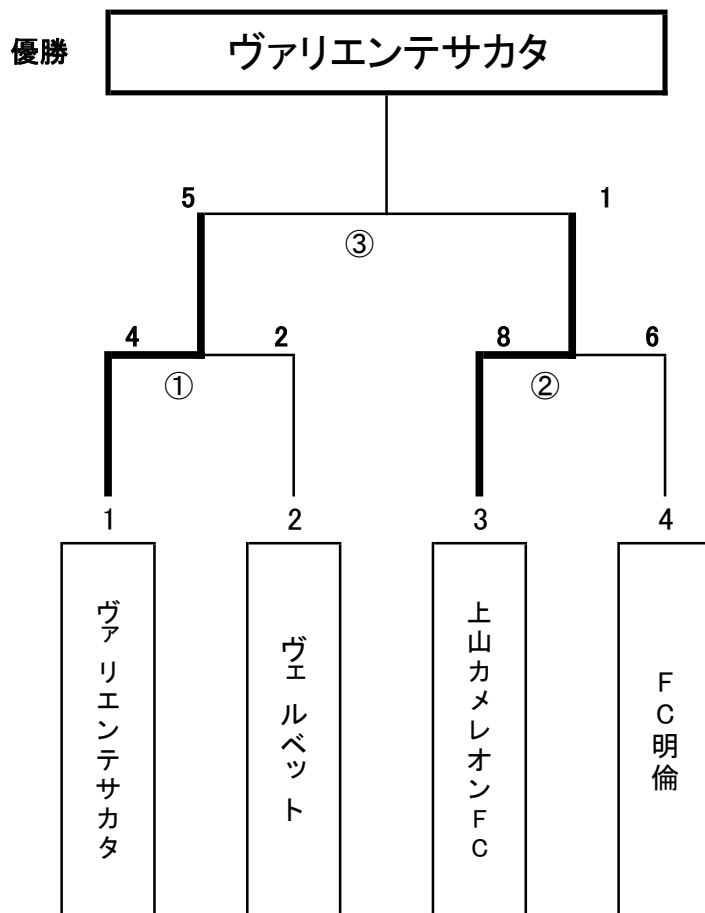 優勝
ヴァリエンテサカタ
5 1
③
4 2 8 6
① ②
1 2 3 4
ヴァリエンテサカタ
ヴェルベット
上山カメレオンFC
FC明倫